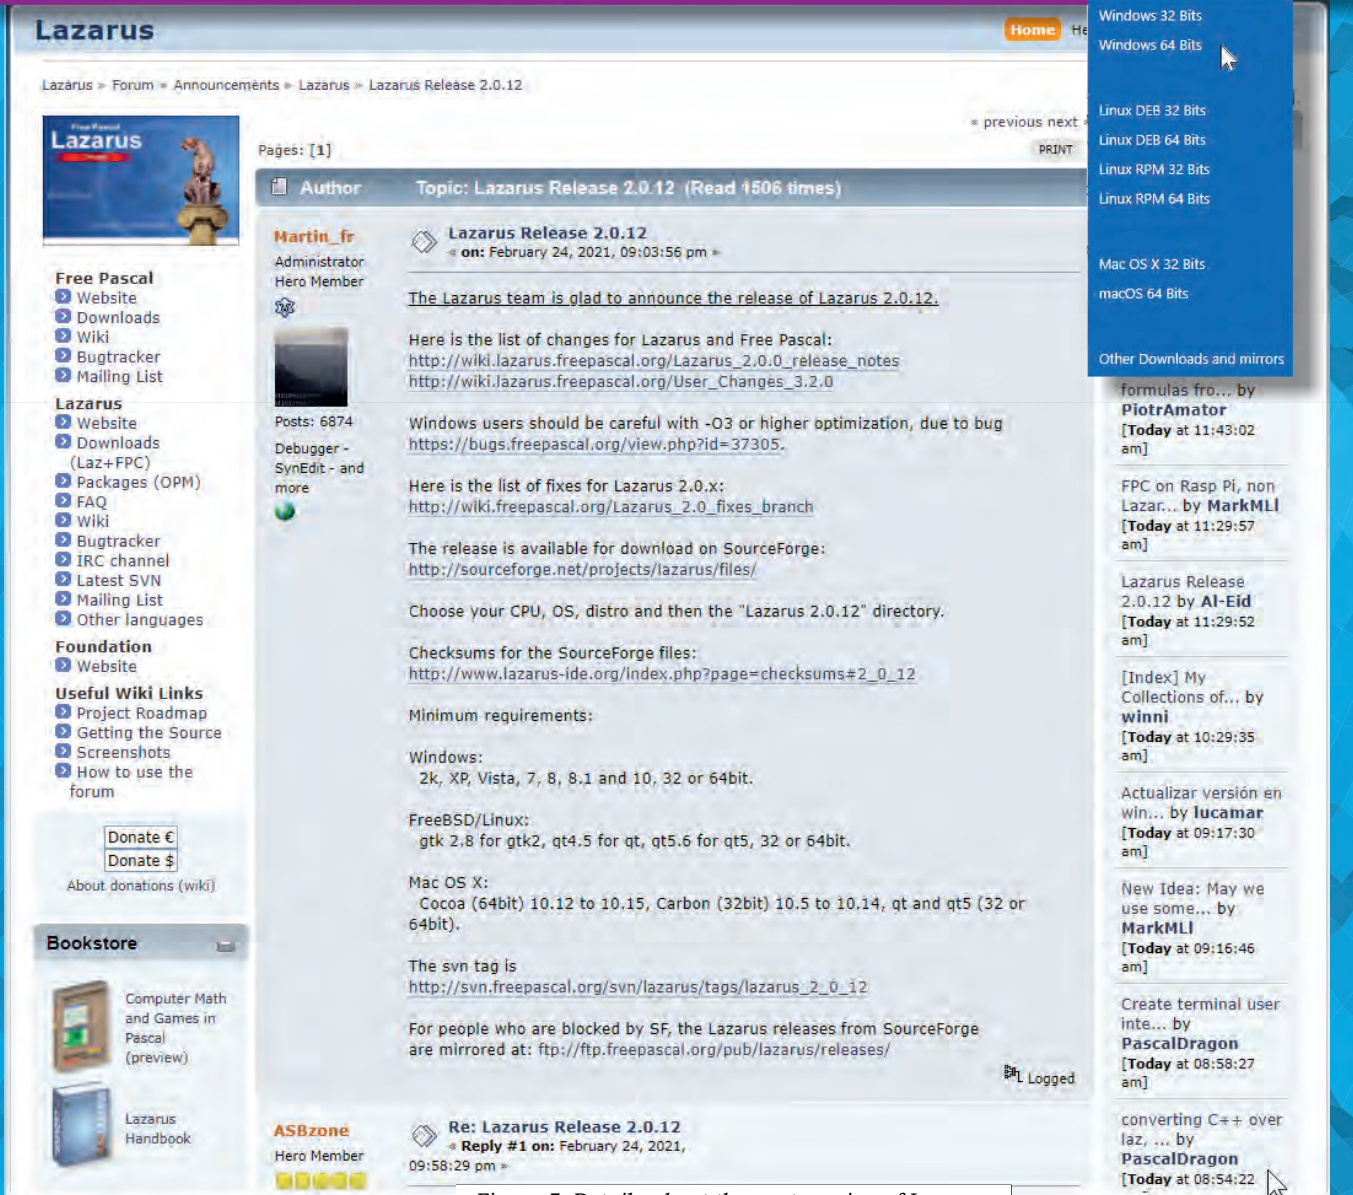 Lazarus
Home
Windows 32 Bits
Windows 64 Bits
Linux DEB 32 Bits
Linux DEB 64 Bits
Linux RPM 32 Bits
Linux RPM 64 Bits
Mac OS X 32 Bits
macOS 64 Bits
Other Downloads and mirrors
Lazarus » Forum » Announcements » Lazarus » Lazarus Release 2.0.12
Free Pascal
Lazarus
« previous next »
Pages: [1]
PRINT
Author
Topic: Lazarus Release 2.0.12 (Read 1506 times)
Free Pascal
Website
Downloads
Wiki
Bugtracker
Mailing List
Lazarus
Website
Downloads
(Laz+FPC)
Packages (OPM)
FAQ
Wiki
Bugtracker
IRC channel
Latest SVN
Mailing List
Other languages
Foundation
Website
Useful Wiki Links
Project Roadmap
Getting the Source
Screenshots
How to use the
forum
Donate €
Donate $
About donations (wiki)
Bookstore
Computer Math
and Games in
Pascal
(preview)
Lazarus
Handbook
Martin_fr
Administrator
Hero Member
Posts: 6874
Debugger -
SynEdit - and
more
Lazarus Release 2.0.12
« on: February 24, 2021, 09:03:56 pm »
The Lazarus team is glad to announce the release of Lazarus 2.0.12.
Here is the list of changes for Lazarus and Free Pascal:
http://wiki.lazarus.freepascal.org/Lazarus_2.0.0_release_notes
http://wiki.lazarus.freepascal.org/User_Changes_3.2.0
Windows users should be careful with -O3 or higher optimization, due to bug
https://bugs.freepascal.org/view.php?id=37305.
Here is the list of fixes for Lazarus 2.0.x:
http://wiki.freepascal.org/Lazarus_2.0_fixes_branch
The release is available for download on SourceForge:
http://sourceforge.net/projects/lazarus/files/
Choose your CPU, OS, distro and then the "Lazarus 2.0.12" directory.
Checksums for the SourceForge files:
http://www.lazarus-ide.org/index.php?page=checksums#2_0_12
Minimum requirements:
Windows:
2k, XP, Vista, 7, 8, 8.1 and 10, 32 or 64bit.
FreeBSD/Linux:
gtk 2.8 for gtk2, qt4.5 for qt, qt5.6 for qt5, 32 or 64bit.
Mac OS X:
Cocoa (64bit) 10.12 to 10.15, Carbon (32bit) 10.5 to 10.14, qt and qt5 (32 or
64bit).
The svn tag is
http://svn.freepascal.org/svn/lazarus/tags/lazarus_2_0_12
For people who are blocked by SF, the Lazarus releases from SourceForge
are mirrored at: ftp://ftp.freepascal.org/pub/lazarus/releases/
Logged
ASBzone
Hero Member
Re: Lazarus Release 2.0.12
« Reply #1 on: February 24, 2021,
09:58:29 pm »
formulas fro... by
PiotrAmator
[Today at 11:43:02
am]
FPC on Rasp Pi, non
Lazar... by MarkMLl
[Today at 11:29:57
am]
Lazarus Release
2.0.12 by Al-Eid
[Today at 11:29:52
am]
[Index] My
Collections of... by
winni
[Today at 10:29:35
am]
Actualizar versión en
win... by lucamar
[Today at 09:17:30
am]
New Idea: May we
use some... by
MarkMLl
[Today at 09:16:46
am]
Create terminal user
inte... by
PascalDragon
[Today at 08:58:27
am]
converting C++ over
laz, ... by
PascalDragon
[Today at 08:54:22